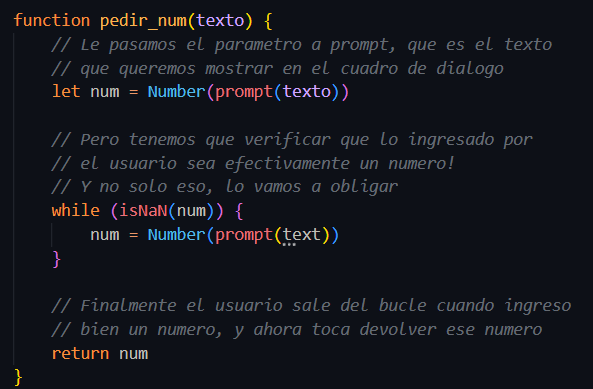 function pedir_num(texto) {
// Le pasamos el parametro a prompt, que es el texto
// que queremos mostrar en el cuadro de dialogo
let num = Number(prompt(texto))
// Pero tenemos que verificar que lo ingresado por
// el usuario sea efectivamente un numero!
// Y no solo eso, lo vamos a obligar
while (isNaN(num)) {
num = Number(prompt(text))
}
// Finalmente el usuario sale del bucle cuando ingreso
// bien un numero, y ahora toca devolver ese numero
return num
}